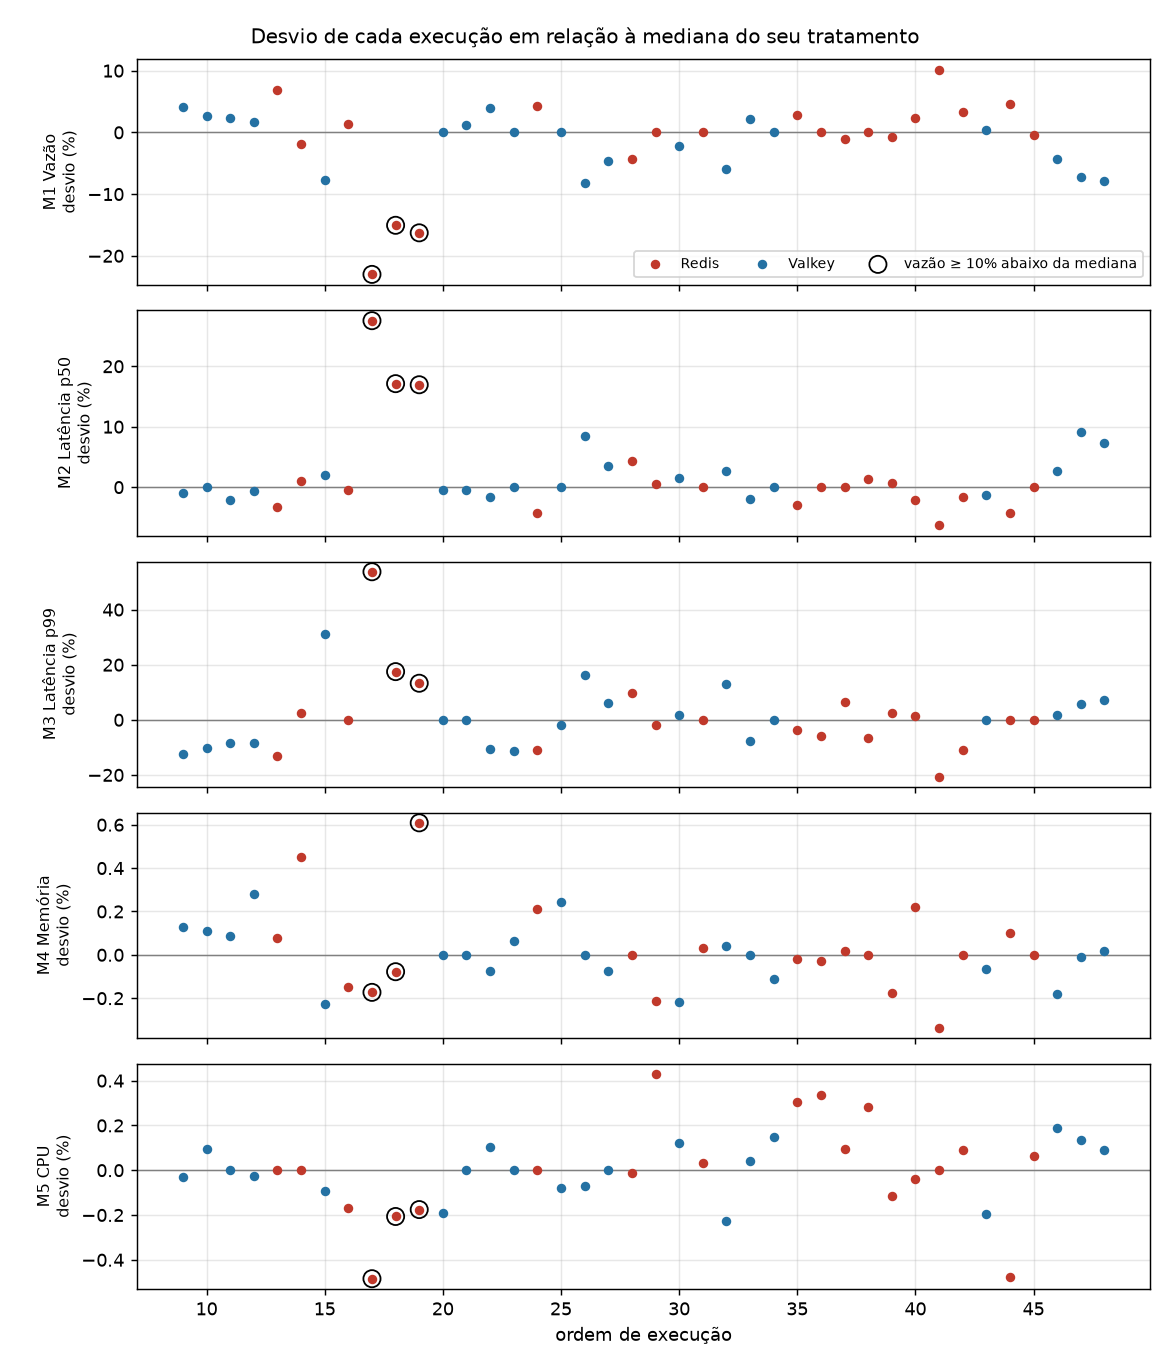 Desvio de cada execução em relação à mediana do seu tratamento
M1 Vazão
desvio (%)
10
0
−10
−20
Redis
Valkey
vazão ≥ 10% abaixo da mediana
M2 Latência p50
desvio (%)
20
10
0
M3 Latência p99
desvio (%)
40
20
0
−20
M4 Memória
desvio (%)
0.6
0.4
0.2
0.0
−0.2
M5 CPU
desvio (%)
0.4
0.2
0.0
−0.2
−0.4
10 15 20 25 30 35 40 45
ordem de execução